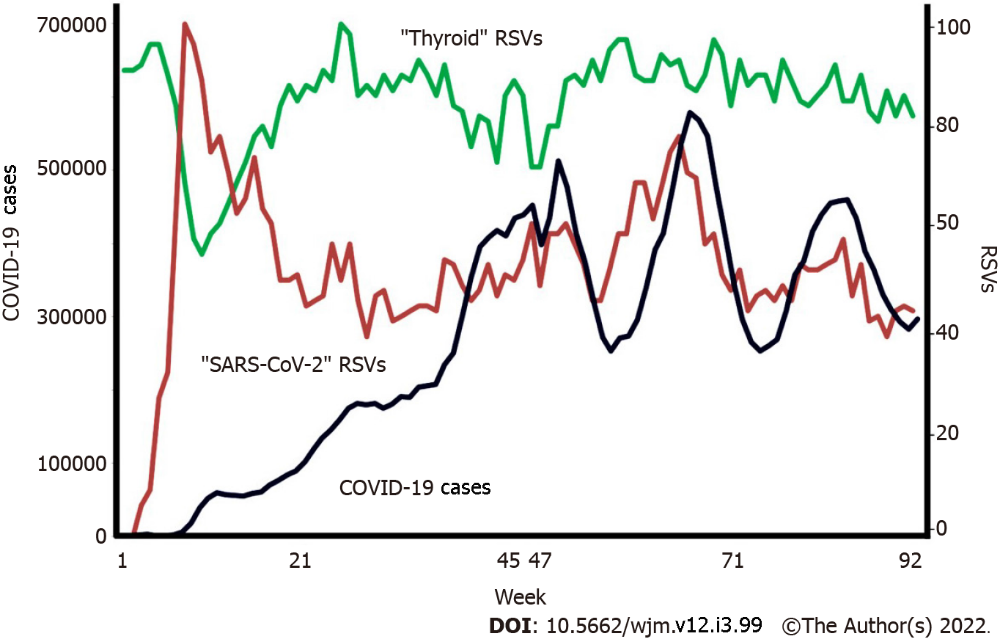 700000
500000
300000
100000
0
COVID-19 cases
"Thyroid" RSVs
"SARS-CoV-2" RSVs
COVID-19 cases
100
80
50
40
20
0
RSVs
1 21 45 47 71 92
Week
DOI: 10.5662/wjm.v12.i3.99 ©The Author(s) 2022.